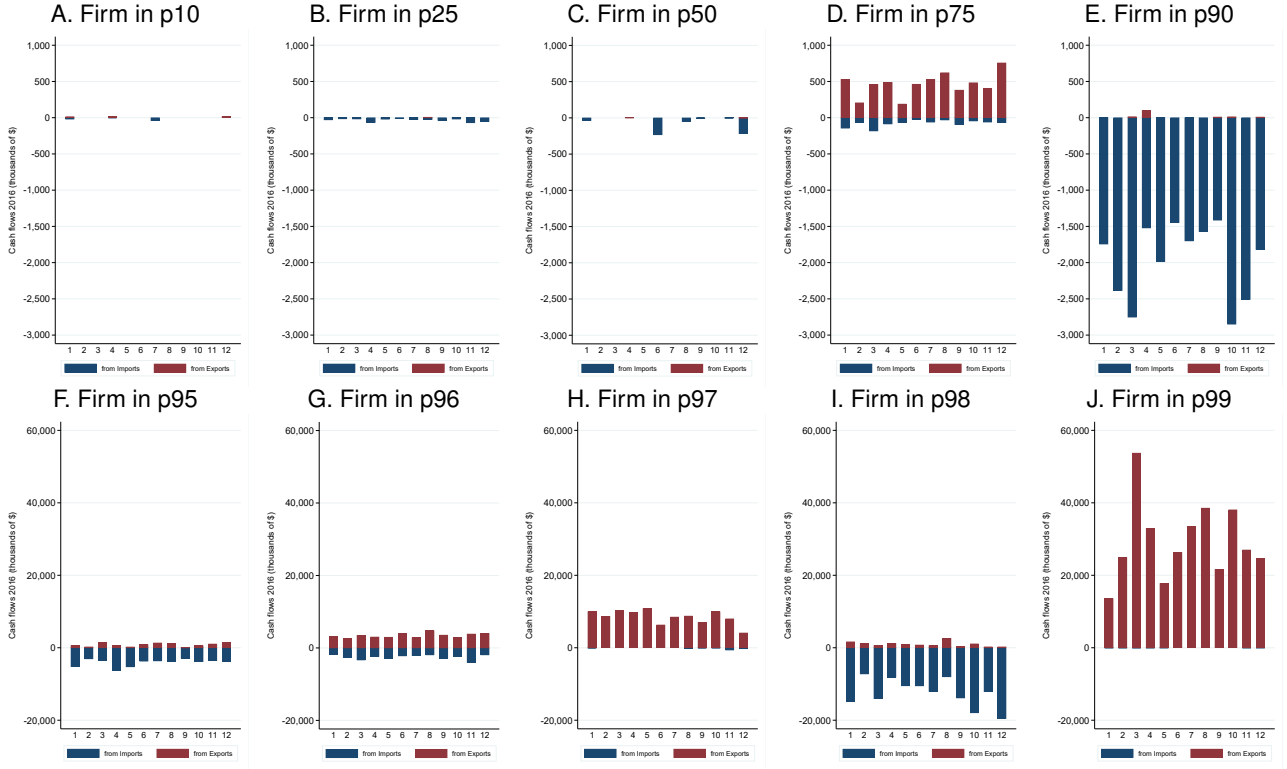 A. Firm in p10
Cash flows 2016 (thousands of $)
1,000
500
0
-500
-1,000
-1,500
-2,000
-2,500
-3,000
1 2 3 4 5 6 7 8 9 10 11 12
from Imports from Exports
B. Firm in p25
Cash flows 2016 (thousands of $)
1,000
500
0
-500
-1,000
-1,500
-2,000
-2,500
-3,000
1 2 3 4 5 6 7 8 9 10 11 12
from Imports from Exports
C. Firm in p50
Cash flows 2016 (thousands of $)
1,000
500
0
-500
-1,000
-1,500
-2,000
-2,500
-3,000
1 2 3 4 5 6 7 8 9 10 11 12
from Imports from Exports
D. Firm in p75
Cash flows 2016 (thousands of $)
1,000
500
0
-500
-1,000
-1,500
-2,000
-2,500
-3,000
1 2 3 4 5 6 7 8 9 10 11 12
from Imports from Exports
E. Firm in p90
Cash flows 2016 (thousands of $)
1,000
500
0
-500
-1,000
-1,500
-2,000
-2,500
-3,000
1 2 3 4 5 6 7 8 9 10 11 12
from Imports from Exports
F. Firm in p95
Cash flows 2016 (thousands of $)
60,000
40,000
20,000
0
-20,000
1 2 3 4 5 6 7 8 9 10 11 12
from Imports from Exports
G. Firm in p96
Cash flows 2016 (thousands of $)
60,000
40,000
20,000
0
-20,000
1 2 3 4 5 6 7 8 9 10 11 12
from Imports from Exports
H. Firm in p97
Cash flows 2016 (thousands of $)
60,000
40,000
20,000
0
-20,000
1 2 3 4 5 6 7 8 9 10 11 12
from Imports from Exports
I. Firm in p98
Cash flows 2016 (thousands of $)
60,000
40,000
20,000
0
-20,000
1 2 3 4 5 6 7 8 9 10 11 12
from Imports from Exports
J. Firm in p99
Cash flows 2016 (thousands of $)
60,000
40,000
20,000
0
-20,000
1 2 3 4 5 6 7 8 9 10 11 12
from Imports from Exports